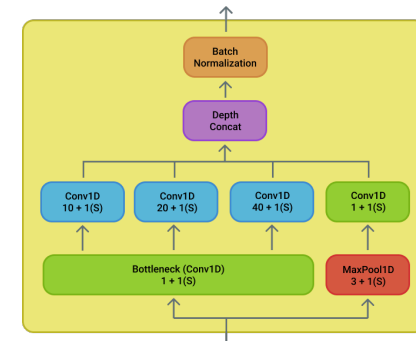 Batch
Normalization
Depth
Concat
Conv1D
10 + 1(S)
Conv1D
20 + 1(S)
Conv1D
40 + 1(S)
Conv1D
1 + 1(S)
Bottleneck (Conv1D)
1 + 1(S)
MaxPool1D
3 + 1(S)